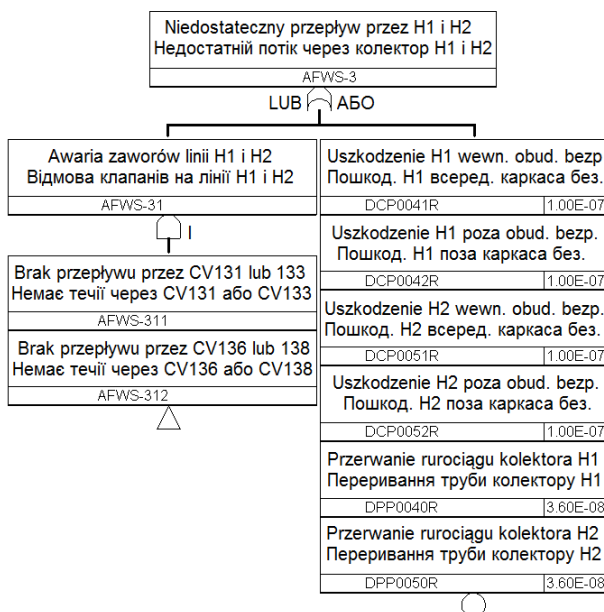 Niedostateczny przepływ przez H1 i H2
Недостатній потік через колектор H1 і H2
AFWS-3
LUB АБО
Awaria zaworów linii H1 i H2
Відмова клапанів на лінії H1 і H2
AFWS-31
I
Brak przepływu przez CV131 lub 133
Немає течії через CV131 або CV133
AFWS-311
Brak przepływu przez CV136 lub 138
Немає течії через CV136 або CV138
AFWS-312
Uszkodzenie H1 wewn. obud. bezp.
Пошкод. H1 всеред. каркаса без.
DCP0041R 1.00E-07
Uszkodzenie H1 poza obud. bezp.
Пошкод. H1 поза каркаса без.
DCP0042R 1.00E-07
Uszkodzenie H2 wewn. obud. bezp.
Пошкод. H2 всеред. каркаса без.
DCP0051R 1.00E-07
Uszkodzenie H2 poza obud. bezp.
Пошкод. H2 поза каркаса без.
DCP0052R 1.00E-07
Przerwanie rurociągu kolektora H1
Переривання труби колектору H1
DPP0040R 3.60E-08
Przerwanie rurociągu kolektora H2
Переривання труби колектору H2
DPP0050R 3.60E-08